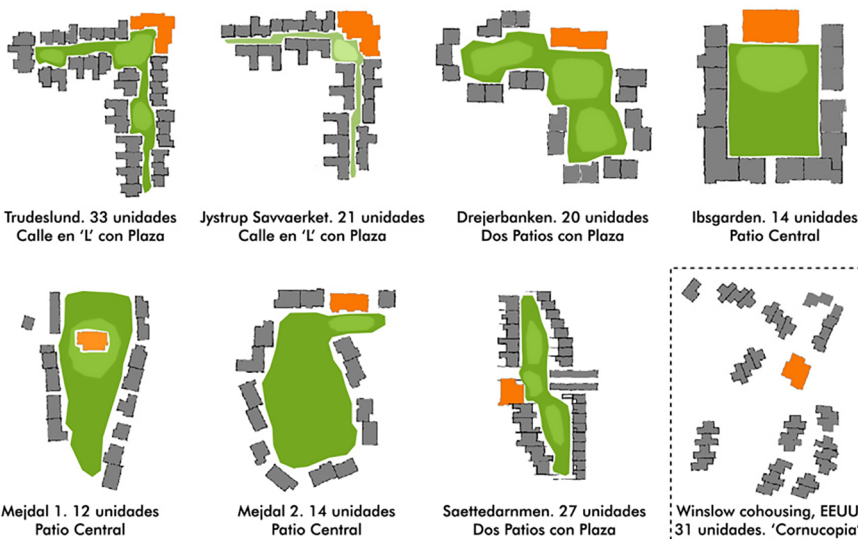 Trudeslund. 33 unidades
Calle en 'L' con Plaza
Jystrup Savvaerket. 21 unidades
Calle en 'L' con Plaza
Drejerbanken. 20 unidades
Dos Patios con Plaza
Ibsgarden. 14 unidades
Patio Central
Mejdal 1. 12 unidades
Patio Central
Mejdal 2. 14 unidades
Patio Central
Saettedarnmen. 27 unidades
Dos Patios con Plaza
Winslow cohousing, EEUU
31 unidades. 'Cornucopia'